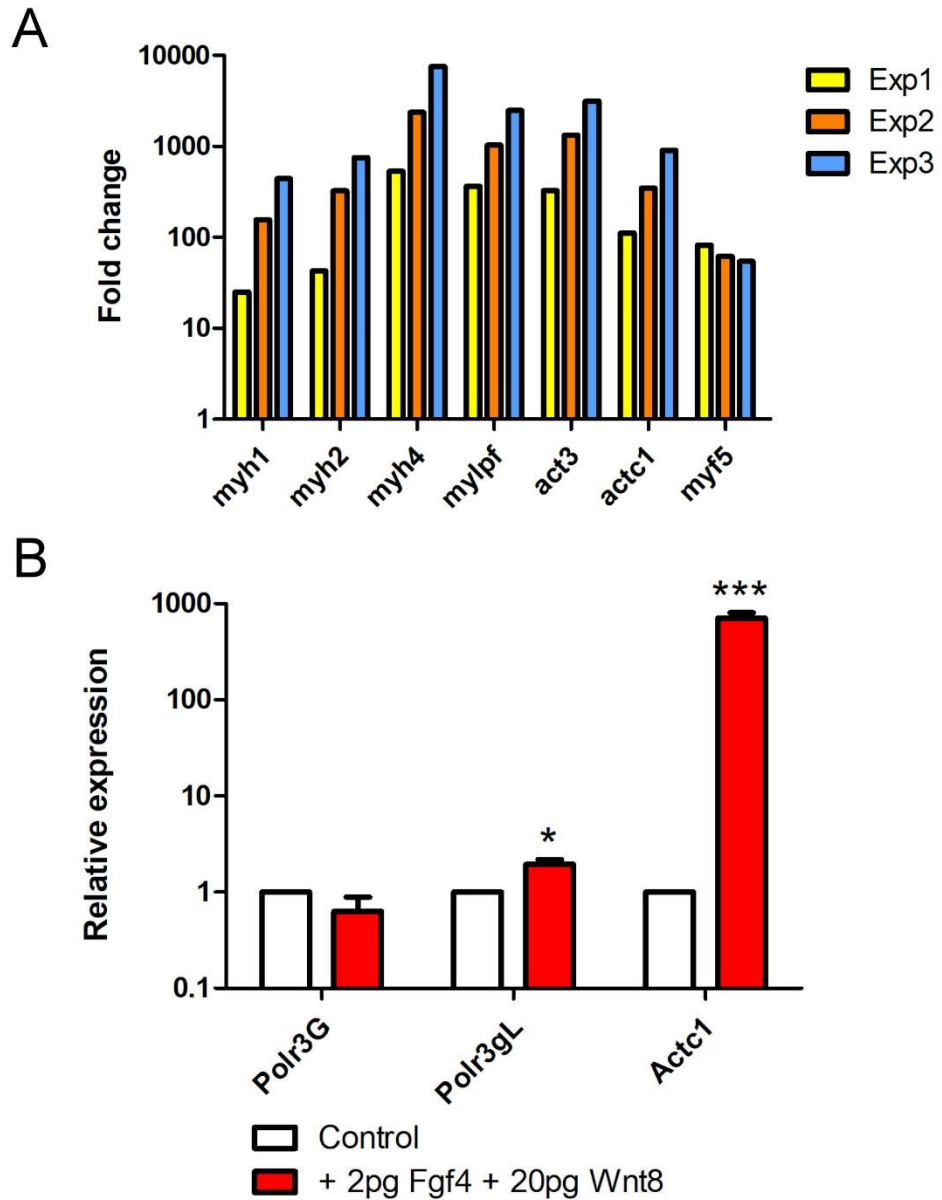 A
10000
1000
100
10
1
Fold change
myh1
myh2
myh4
mylpf
act3
actc1
myf5
Exp1
Exp2
Exp3
B
1000
100
10
1
0.1
Relative expression
*
***
Polr3G
Polr3gL
Actc1
Control
+ 2pg Fgf4 + 20pg Wnt8